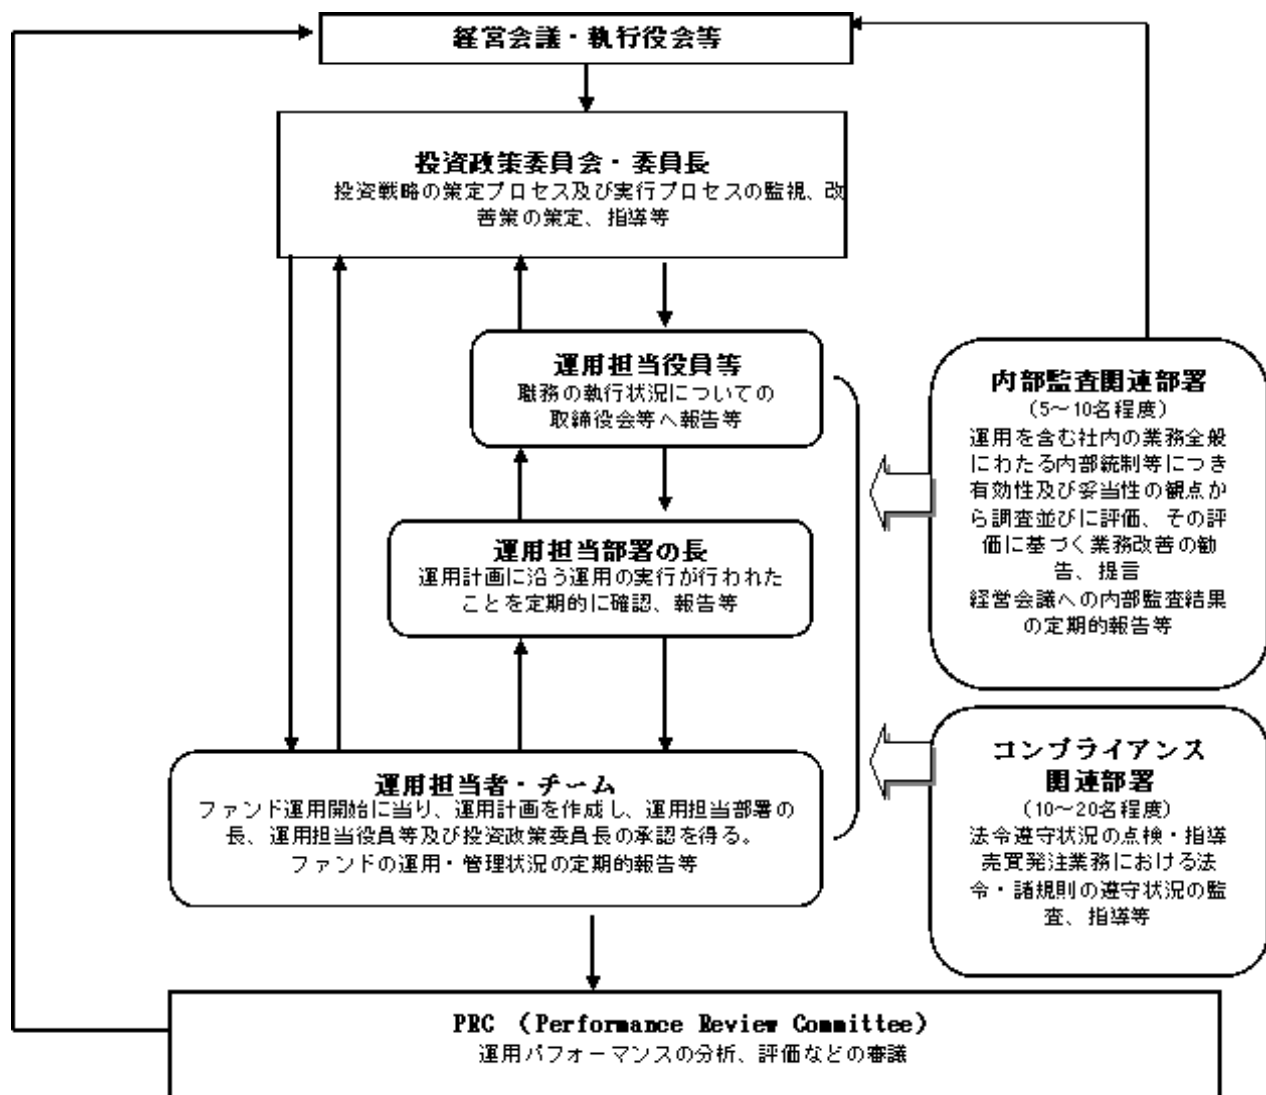 経営会議・執行役会等
投資政策委員会・委員長
投資戦略の策定プロセス及び実行プロセスの監視、改
善策の策定、指導等
運用担当役員等
職務の執行状況についての
取締役会等へ報告等
運用担当部署の長
運用計画に沿う運用の実行が行われた
ことを定期的に確認、報告等
運用担当者・チーム
ファンド運用開始に当り、運用計画を作成し、運用担当部署の
長、運用担当役員等及び投資政策委員長の承認を得る。
ファンドの運用・管理状況の定期的報告等
内部監査関連部署
(5～10名程度)
運用を含む社内の業務全般
にわたる内部統制等につき
有効性及び妥当性の観点か
ら調査並びに評価、その評
価に基づく業務改善の勧
告、提言
経営会議への内部監査結果
の定期的報告等
コンプライアンス
関連部署
(10～20名程度)
法令遵守状況の点検・指導
売買発注業務における法
令・諸規則の遵守状況の監
査、指導等
PRC （Performance Review Committee）
運用パフォーマンスの分析、評価などの審議